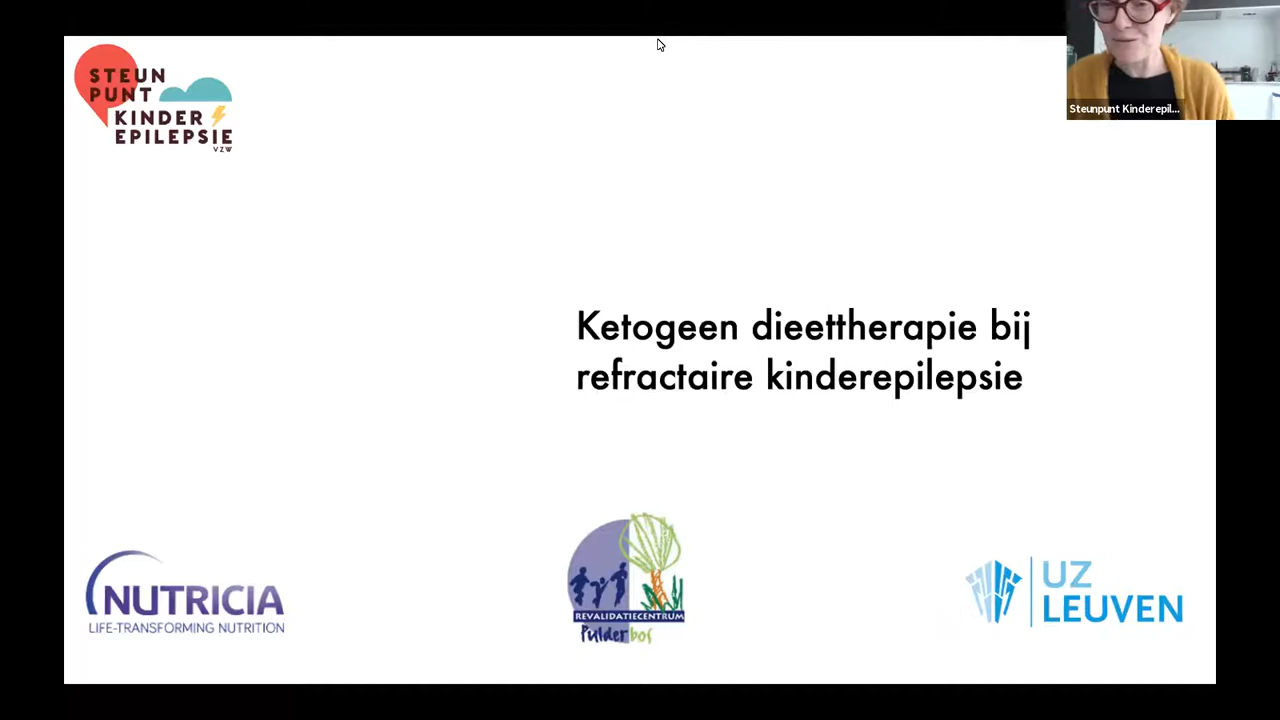 STEUN
PUNT
KINDER
EPILEPSIE
VZW
Steunpunt Kinderepil...
Ketogeen dieettherapie bij
refractaire kinderepilepsie
NUTRICIA
LIFE-TRANSFORMING NUTRITION
REVALIDATIECENTRUM
Pulderbos
UZ
LEUVEN